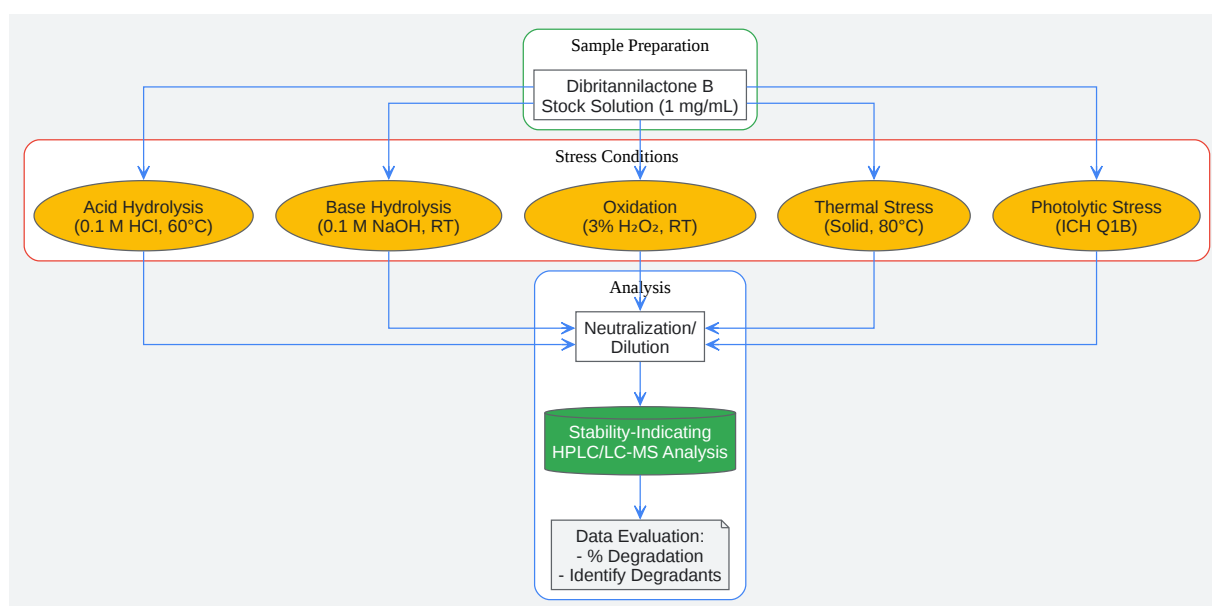 Sample Preparation
Dibritannilactone B
Stock Solution (1 mg/mL)
Stress Conditions
Acid Hydrolysis
(0.1 M HCl, 60°C)
Base Hydrolysis
(0.1 M NaOH, RT)
Oxidation
(3% H₂O₂, RT)
Thermal Stress
(Solid, 80°C)
Photolytic Stress
(ICH Q1B)
Analysis
Neutralization/
Dilution
Stability-Indicating
HPLC/LC-MS Analysis
Data Evaluation:
- % Degradation
- Identify Degradants